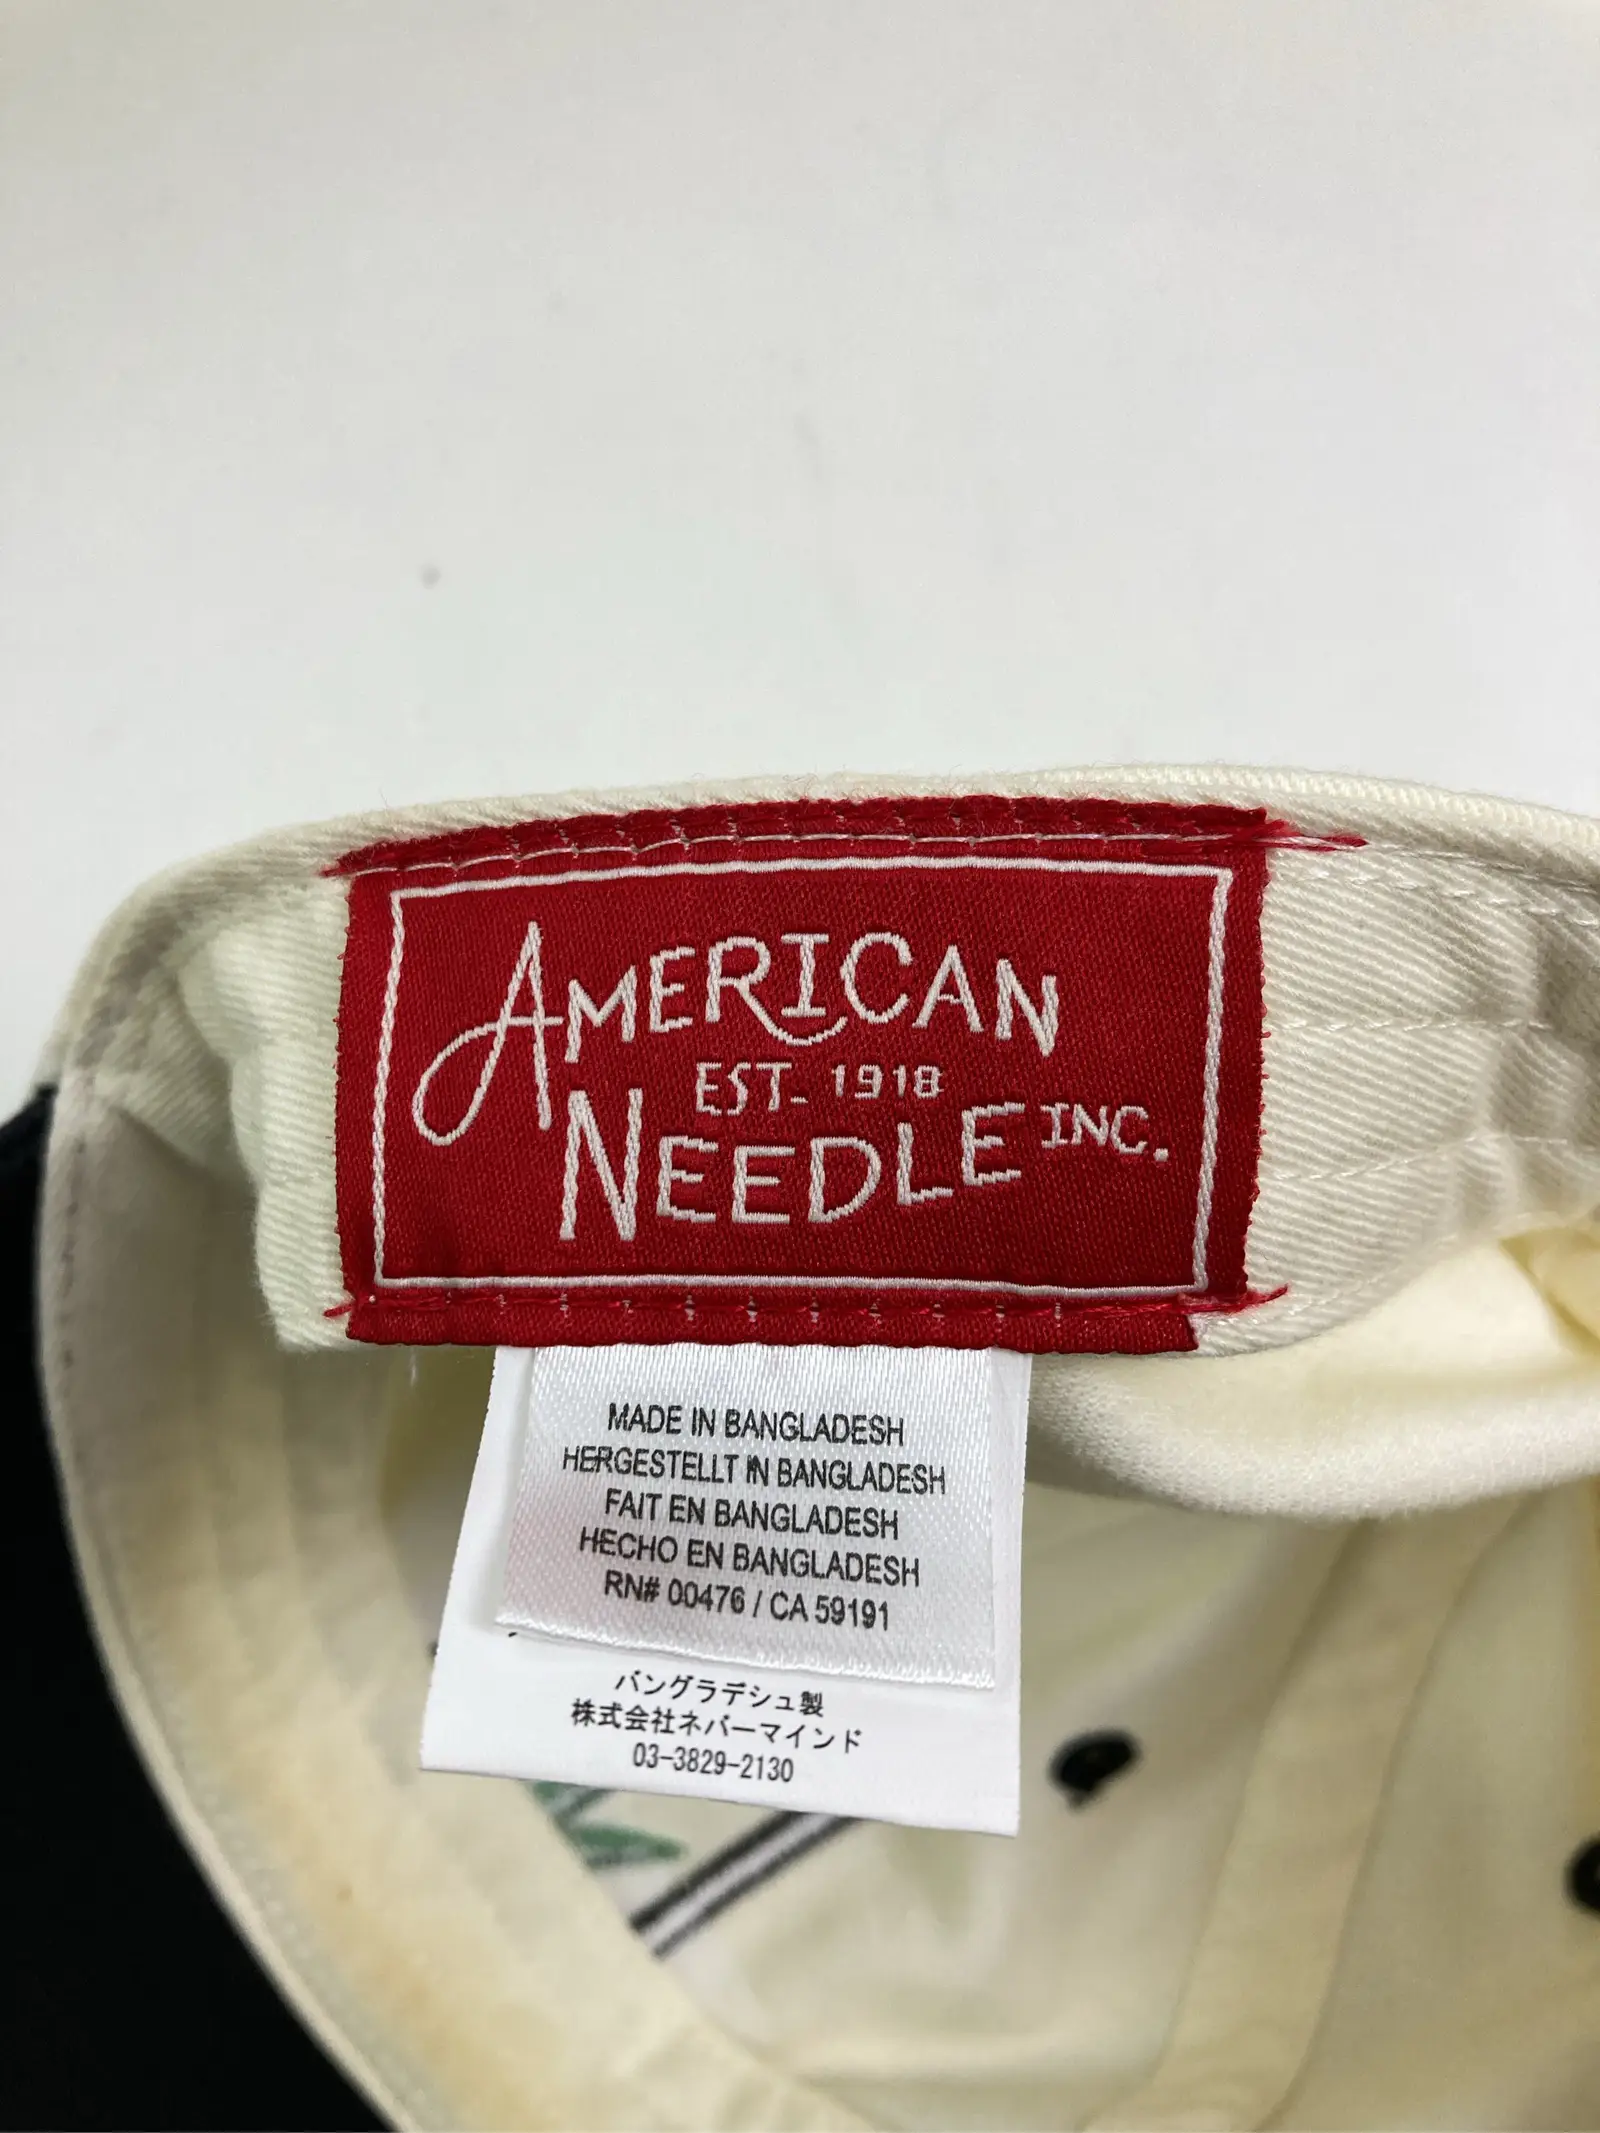 AMERICAN
EST. 1918
NEEDLE INC.
MADE IN BANGLADESH
HERGESTELLT IN BANGLADESH
FAIT EN BANGLADESH
HECHO EN BANGLADESH
RN# 00476 / CA 59191
バングラデシュ製
株式会社ネバーマインド
03-3829-2130